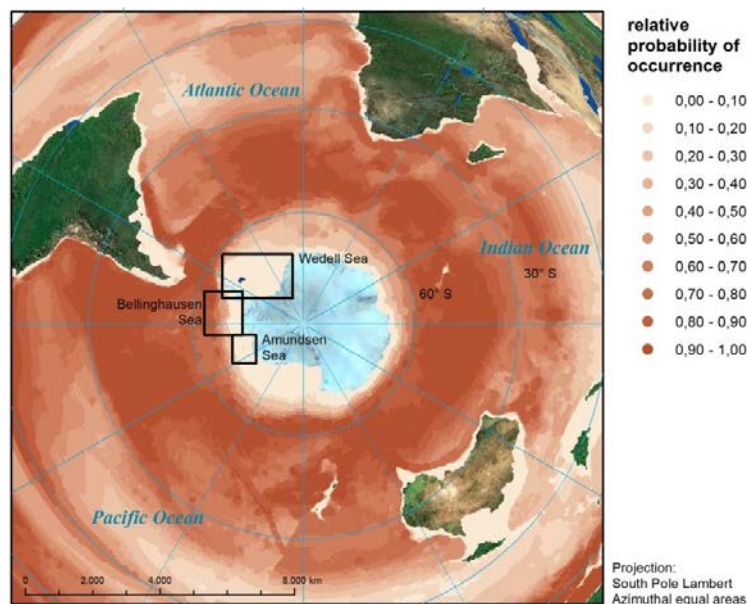 relative
probability of
occurrence
0,00 - 0,10
0,10 - 0,20
0,20 - 0,30
0,30 - 0,40
0,40 - 0,50
0,50 - 0,60
0,60 - 0,70
0,70 - 0,80
0,80 - 0,90
0,90 - 1,00
Atlantic Ocean
Indian Ocean
Wedell Sea
30° S
60° S
Bellinghausen
Sea
Amundsen
Sea
Pacific Ocean
0 2.000 4.000 8.000 km
Projection:
South Pole Lambert
Azimuthal equal areas